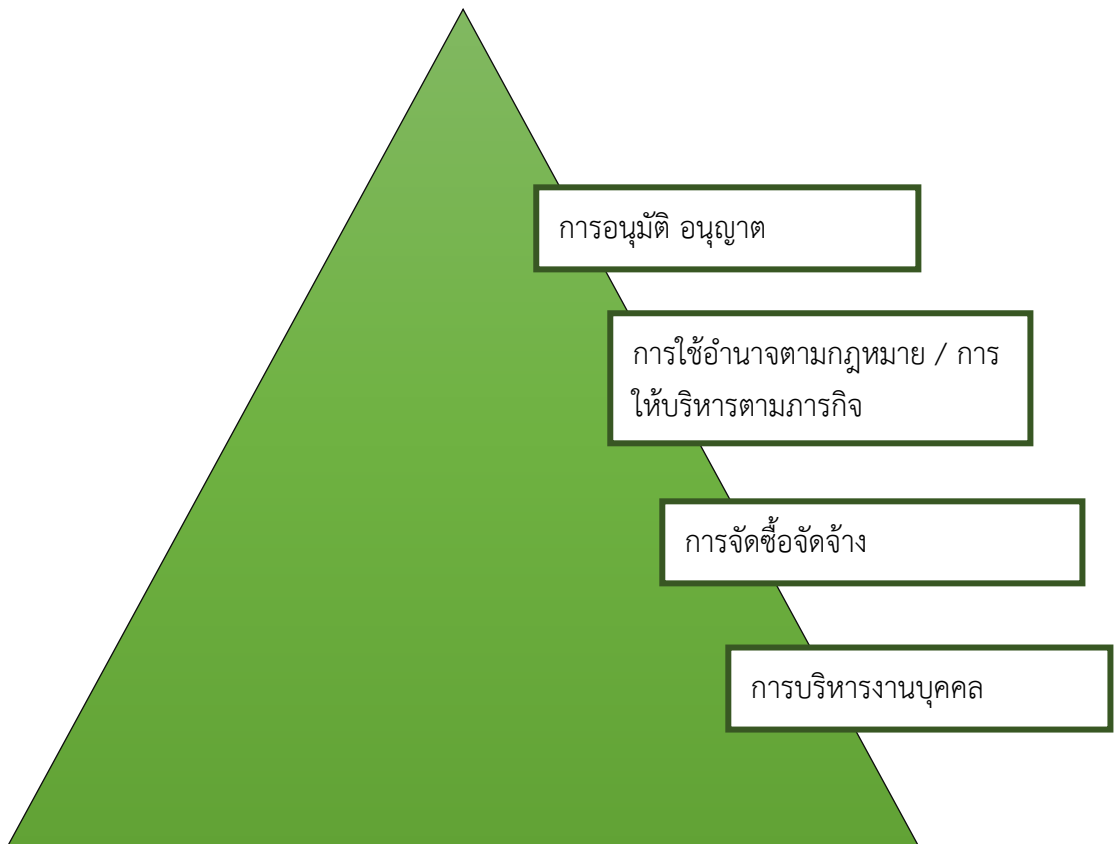 การอนุมัติ อนุญาต
การใช้อำนาจตามกฎหมาย / การ
ให้บริหารตามภารกิจ
การจัดซื้อจัดจ้าง
การบริหารงานบุคคล